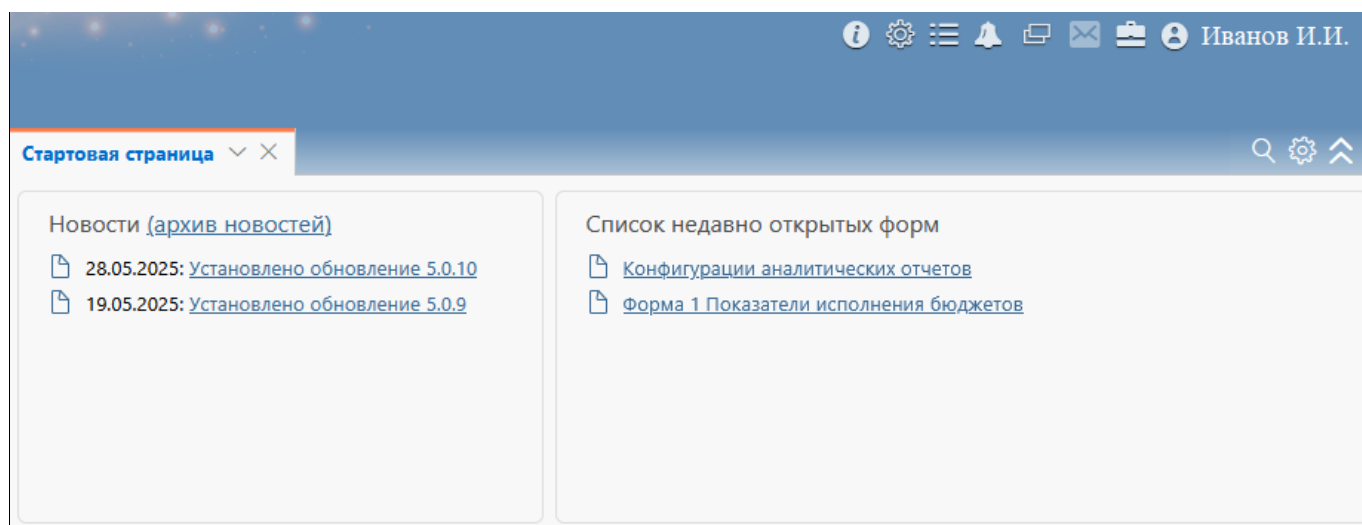 Иванов И.И.
Стартовая страница
Новости (архив новостей)
28.05.2025: Установлено обновление 5.0.10
19.05.2025: Установлено обновление 5.0.9
Список недавно открытых форм
Конфигурации аналитических отчетов
Форма 1 Показатели исполнения бюджетов